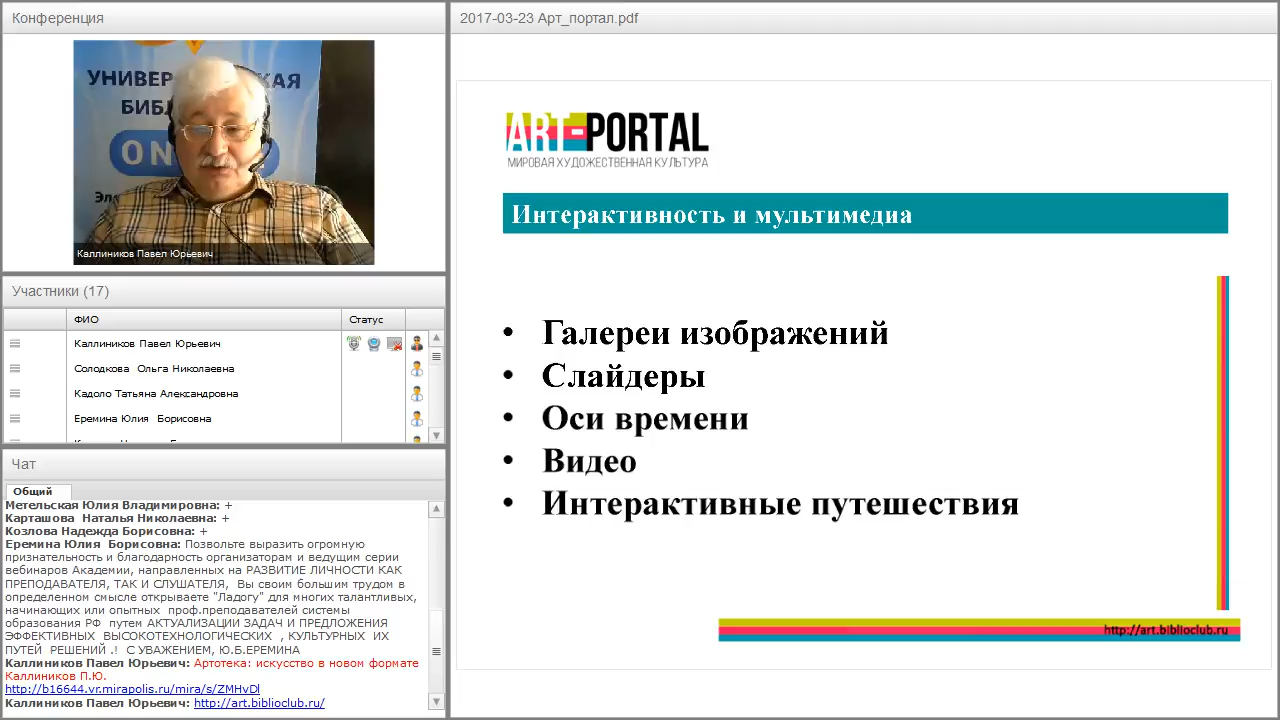 Конференция
УНИВЕР СКАЯ
БИБ
ON
Эле
Каллиников Павел Юрьевич
Участники (17)
ФИО Статус
Каллиников Павел Юрьевич
Солодкова Ольга Николаевна
Кадоло Татьяна Александровна
Еремина Юлия Борисовна
Чат
Общий
Метельская Юлия Владимировна: +
Карташова Наталья Николаевна: +
Козлова Надежда Борисовна: +
Еремина Юлия Борисовна: Позвольте выразить огромную
признательность и благодарность организаторам и ведущим серии
вебинаров Академии, направленных на РАЗВИТИЕ ЛИЧНОСТИ КАК
ПРЕПОДАВАТЕЛЯ, ТАК И СЛУШАТЕЛЯ, Вы своим большим трудом в
определенном смысле открываете "Ладогу" для многих талантливых,
начинающих или опытных проф.преподавателей системы
образования РФ путем АКТУАЛИЗАЦИИ ЗАДАЧ И ПРЕДЛОЖЕНИЯ
ЭФФЕКТИВНЫХ ВЫСОКОТЕХНОЛОГИЧЕСКИХ , КУЛЬТУРНЫХ ИХ
ПУТЕЙ РЕШЕНИЙ .! С УВАЖЕНИЕМ, Ю.Б.ЕРЕМИНА
Каллиников Павел Юрьевич: Артотека: искусство в новом формате
Каллиников П.Ю.
http://b16644.vr.mirapolis.ru/mira/s/ZMHvDl
Каллиников Павел Юрьевич: http://art.biblioclub.ru/
2017-03-23 Арт_портал.pdf
ART-PORTAL
МИРОВАЯ ХУДОЖЕСТВЕННАЯ КУЛЬТУРА
Интерактивность и мультимедиа
• Галереи изображений
• Слайдеры
• Оси времени
• Видео
• Интерактивные путешествия
http://art.biblioclub.ru